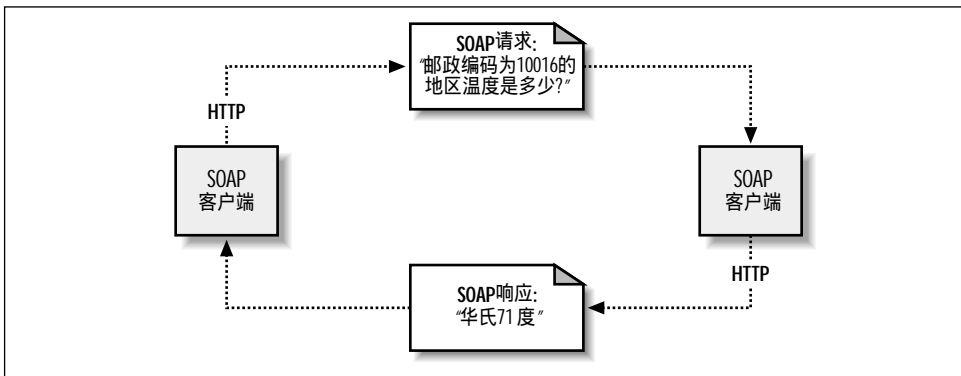 SOAP请求:
“邮政编码为10016的
地区温度是多少?”
HTTP
SOAP
客户端
SOAP
客户端
HTTP
SOAP响应:
“华氏71度”